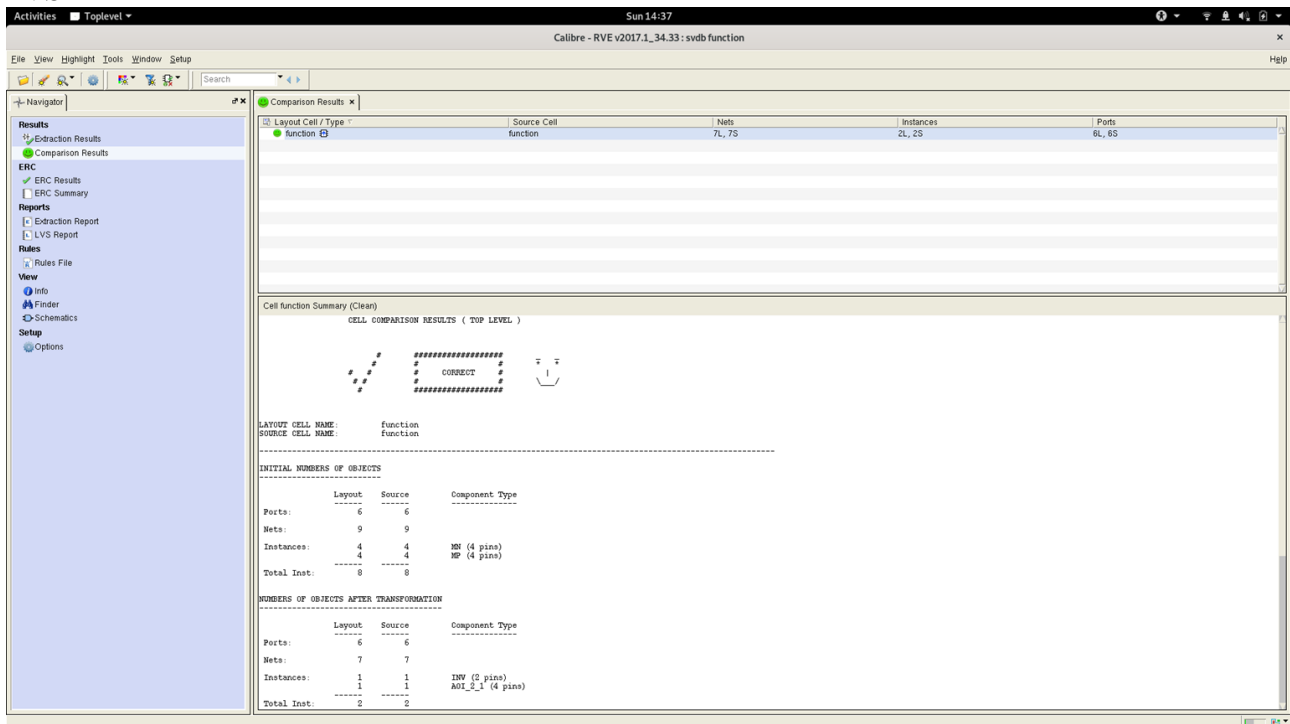 Activities Toplevel Sun 14:37
Calibre - RVE v2017.1_34.33 : svdb function
File View Highlight Tools Window Setup Help
Search
Navigator
Results
Extraction Results
Comparison Results
ERC
ERC Results
ERC Summary
Reports
Extraction Report
LVS Report
Rules
Rules File
View
Info
Finder
Schematics
Setup
Options
Comparison Results
Layout Cell / Type Source Cell Nets Instances Ports
function function 7L, 7S 2L, 2S 6L, 6S
Cell function Summary (Clean)
CELL COMPARISON RESULTS ( TOP LEVEL )
# ################### _ _
# # # * *
# # # CORRECT # |
# # # # \___/
# ###################
LAYOUT CELL NAME: function
SOURCE CELL NAME: function
INITIAL NUMBERS OF OBJECTS
Layout Source Component Type
Ports: 6 6
Nets: 9 9
Instances: 4 4 MN (4 pins)
4 4 MP (4 pins)
Total Inst: 8 8
NUMBERS OF OBJECTS AFTER TRANSFORMATION
Layout Source Component Type
Ports: 6 6
Nets: 7 7
Instances: 1 1 INV (2 pins)
1 1 AOI_2_1 (4 pins)
Total Inst: 2 2